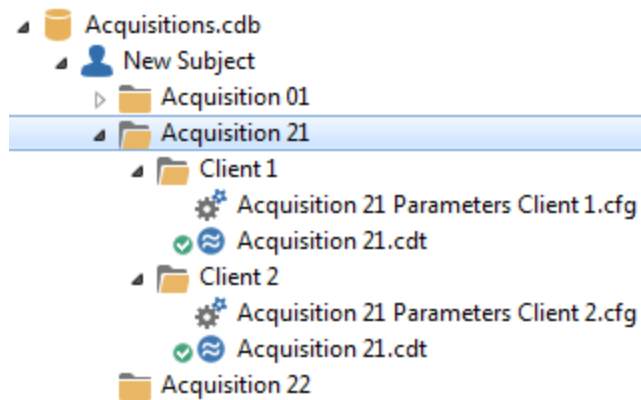 Acquisitions.cdb
New Subject
Acquisition 01
Acquisition 21
Client 1
Acquisition 21 Parameters Client 1.cfg
Acquisition 21.cdt
Client 2
Acquisition 21 Parameters Client 2.cfg
Acquisition 21.cdt
Acquisition 22